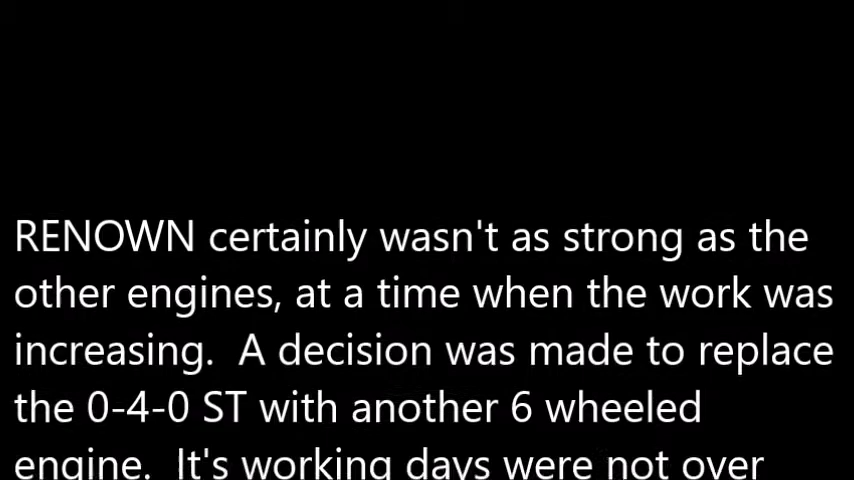 RENOWN certainly wasn't as strong as the
other engines, at a time when the work was
increasing.  A decision was made to replace
the 0-4-0 ST with another 6 wheeled
engine.  It's working days were not over